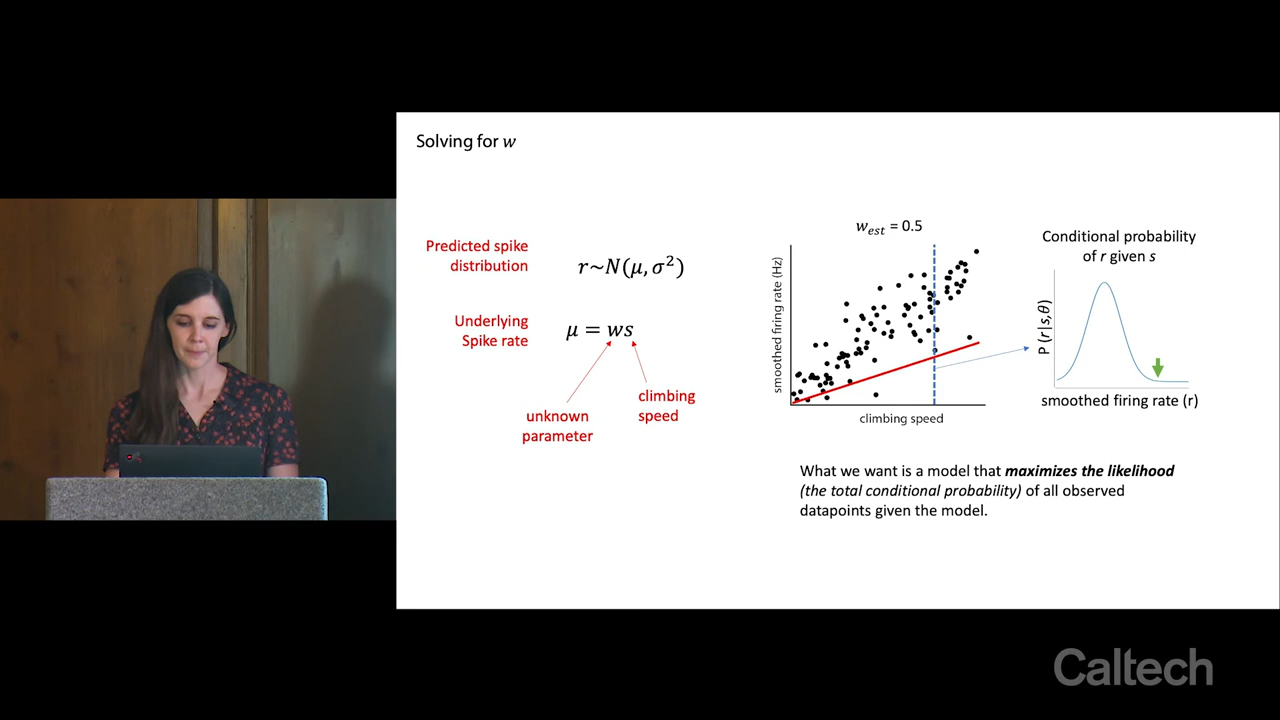 Solving for w
Predicted spike
distribution
r~N(μ, σ²)
Underlying
Spike rate
μ = ws
unknown
parameter
climbing
speed
w_est = 0.5
smoothed firing rate (Hz)
climbing speed
Conditional probability
of r given s
P (r|s,θ)
smoothed firing rate (r)
What we want is a model that maximizes the likelihood
(the total conditional probability) of all observed
datapoints given the model.
Caltech